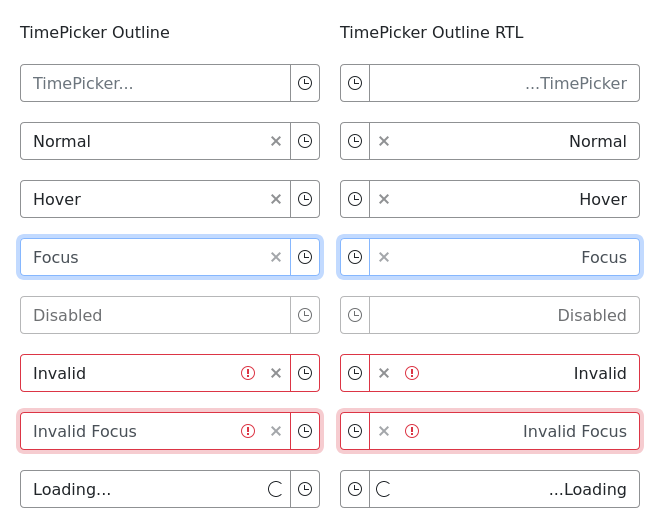 TimePicker Outline
TimePicker...
Normal
Hover
Focus
Disabled
Invalid
Invalid Focus
Loading...
TimePicker Outline RTL
...TimePicker
Normal
Hover
Focus
Disabled
Invalid
Invalid Focus
...Loading